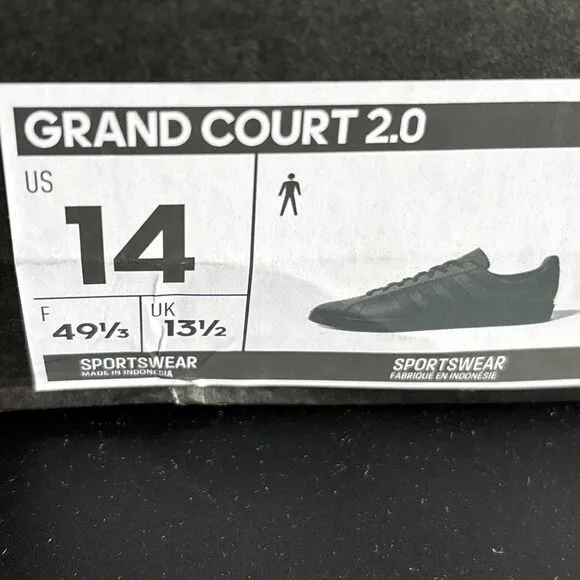 GRAND COURT 2.0
US
14
F
49⅓
UK
13½
SPORTSWEAR
MADE IN INDONESIA
SPORTSWEAR
FABRIQUÉ EN INDONÉSIE